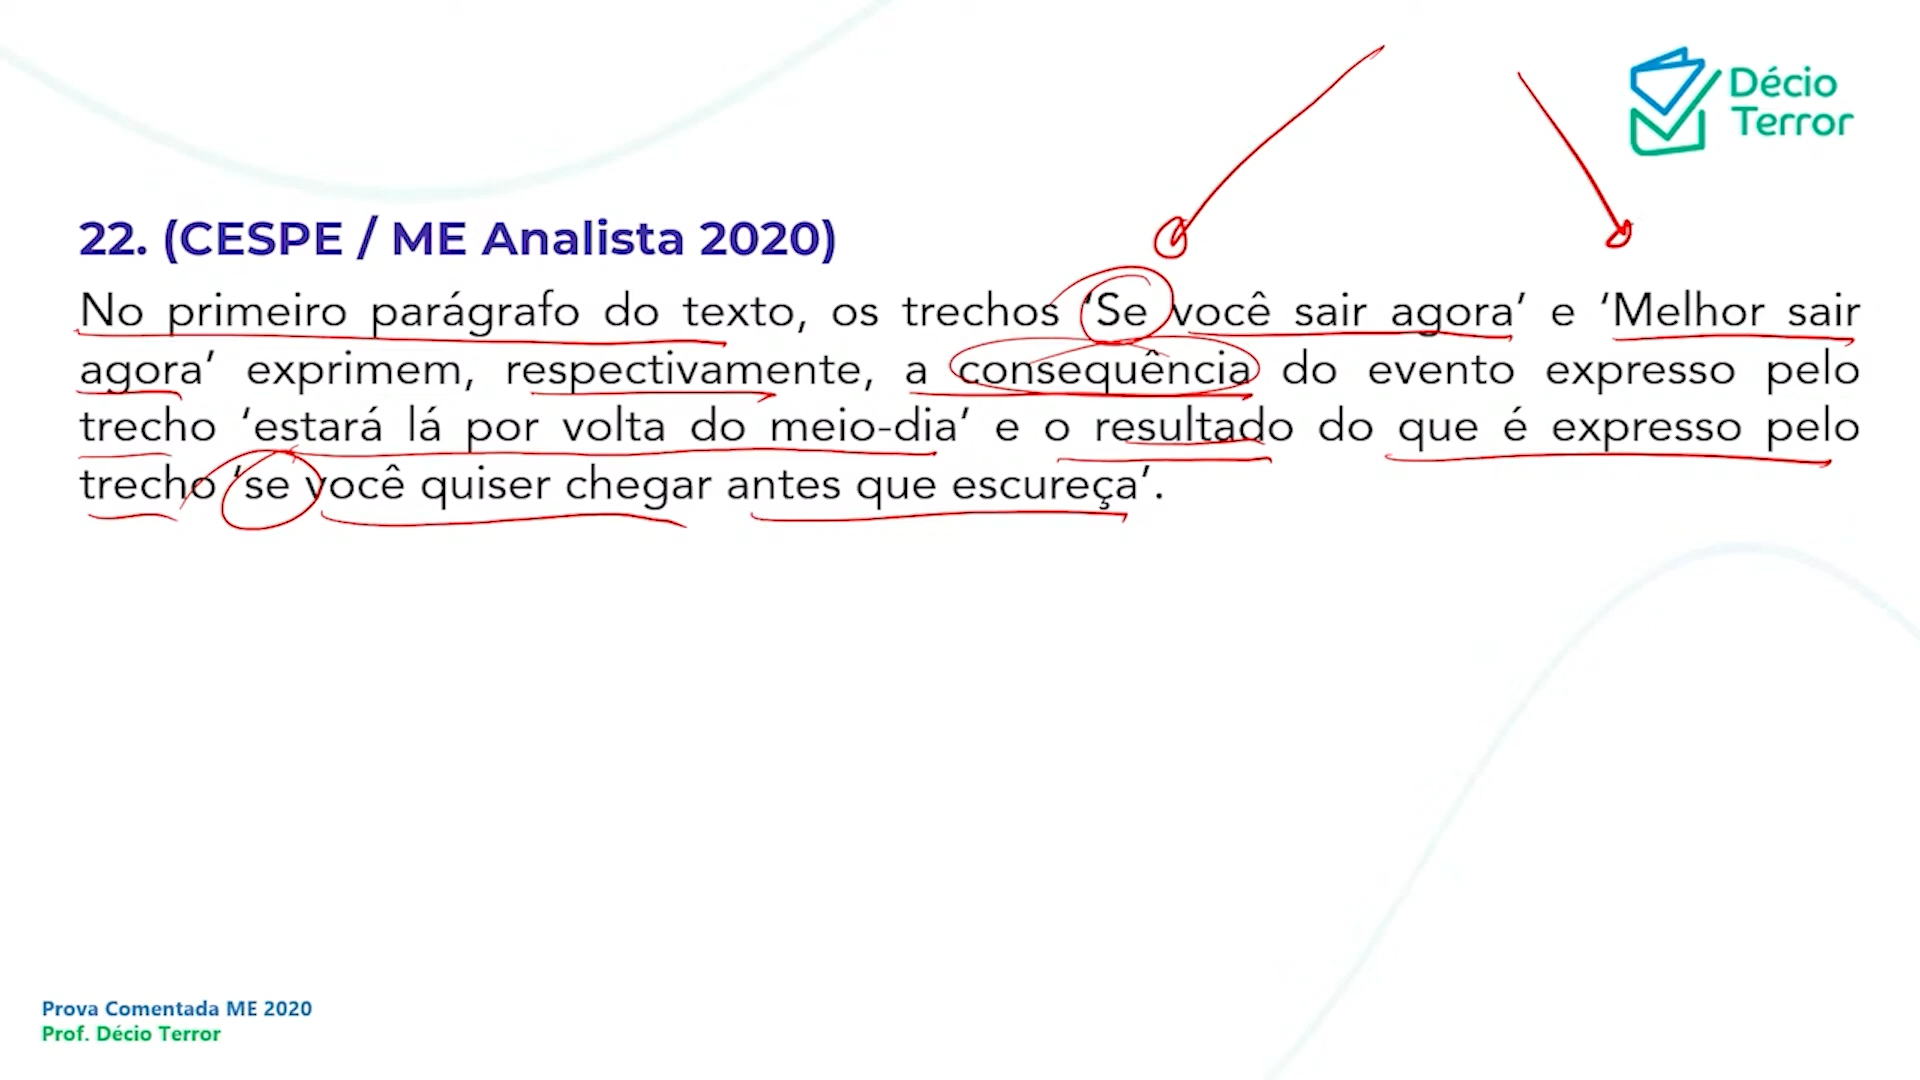 Décio
Terror
22. (CESPE / ME Analista 2020)
No primeiro parágrafo do texto, os trechos ‘Se você sair agora’ e ‘Melhor sair
agora’ exprimem, respectivamente, a consequência do evento expresso pelo
trecho ‘estará lá por volta do meio-dia’ e o resultado do que é expresso pelo
trecho ‘se você quiser chegar antes que escureça’.
Prova Comentada ME 2020
Prof. Décio Terror